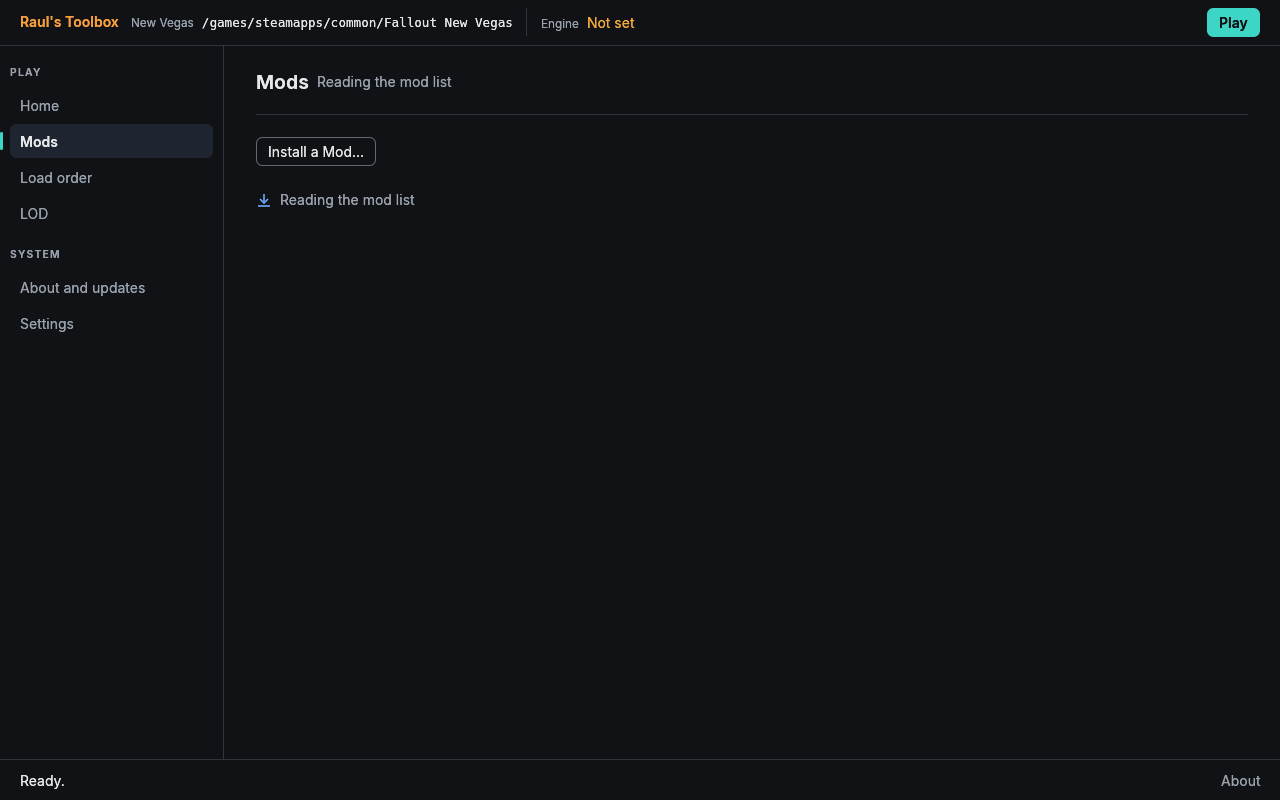 Raul's Toolbox New Vegas /games/steamapps/common/Fallout New Vegas Engine Not set Play
PLAY
Home
Mods
Load order
LOD
SYSTEM
About and updates
Settings
Mods Reading the mod list
Install a Mod...
Reading the mod list
Ready. About